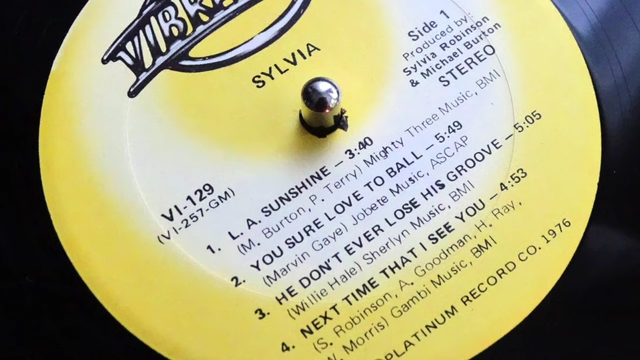 SYLVIA
Side 1
Produced by:
Sylvia Robinson
& Michael Burton
STEREO
VI-129
(VI-257-GM)
1. L.A. SUNSHINE – 3:40
(M. Burton, P. Terry) Mighty Three Music, BMI
2. YOU SURE LOVE TO BALL – 5:49
(Marvin Gaye) Jobete Music, ASCAP
3. HE DON'T EVER LOSE HIS GROOVE – 5:05
(Willie Hale) Sherlyn Music, BMI
4. NEXT TIME THAT I SEE YOU – 4:53
(S. Robinson, A. Goodman, H. Ray,
Morris) Gambi Music, BMI
PLATINUM RECORD CO. 1976